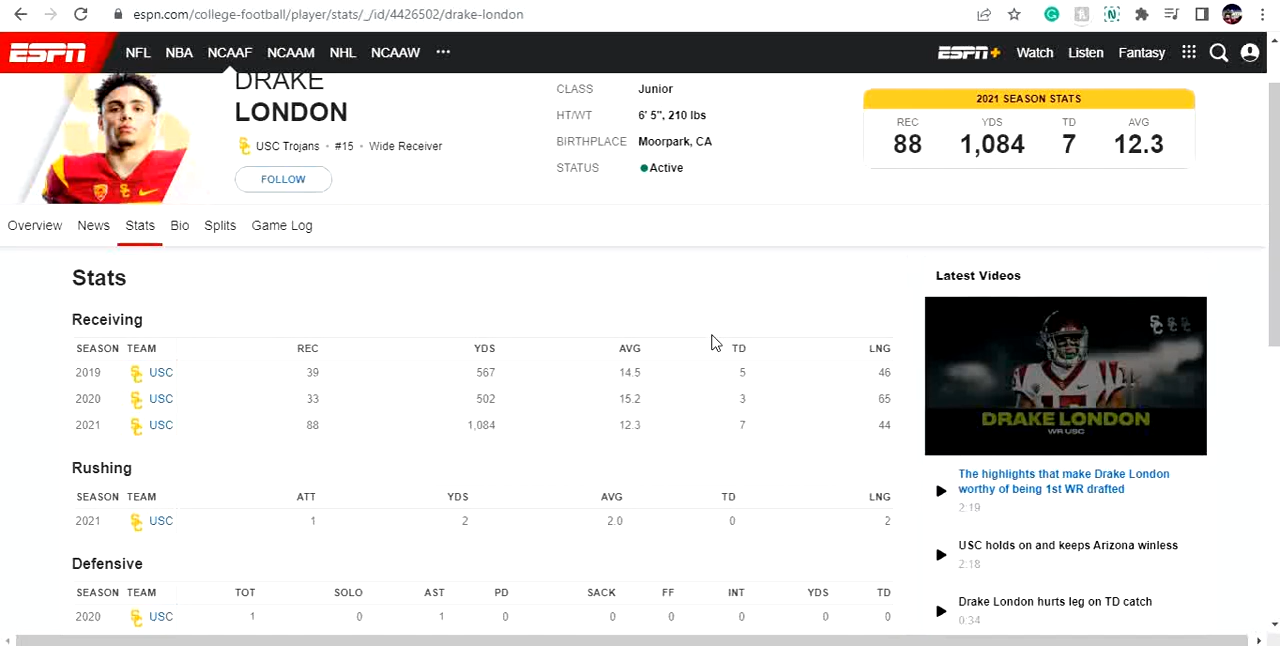 espn.com/college-football/player/stats/_/id/4426502/drake-london
ESPN NFL NBA NCAAF NCAAM NHL NCAAW ••• ESPN+ Watch Listen Fantasy
DRAKE
LONDON
USC Trojans • #15 • Wide Receiver
FOLLOW
CLASS Junior
HT/WT 6' 5", 210 lbs
BIRTHPLACE Moorpark, CA
STATUS Active
2021 SEASON STATS
REC YDS TD AVG
88 1,084 7 12.3
Overview News Stats Bio Splits Game Log
Stats
Receiving
SEASON TEAM REC YDS AVG TD LNG
2019 USC 39 567 14.5 5 46
2020 USC 33 502 15.2 3 65
2021 USC 88 1,084 12.3 7 44
Rushing
SEASON TEAM ATT YDS AVG TD LNG
2021 USC 1 2 2.0 0 2
Defensive
SEASON TEAM TOT SOLO AST PD SACK FF INT YDS TD
2020 USC 1 0 1 0 0 0 0 0 0
Latest Videos
DRAKE LONDON
WR USC
The highlights that make Drake London
worthy of being 1st WR drafted
2:19
USC holds on and keeps Arizona winless
2:18
Drake London hurts leg on TD catch
0:34